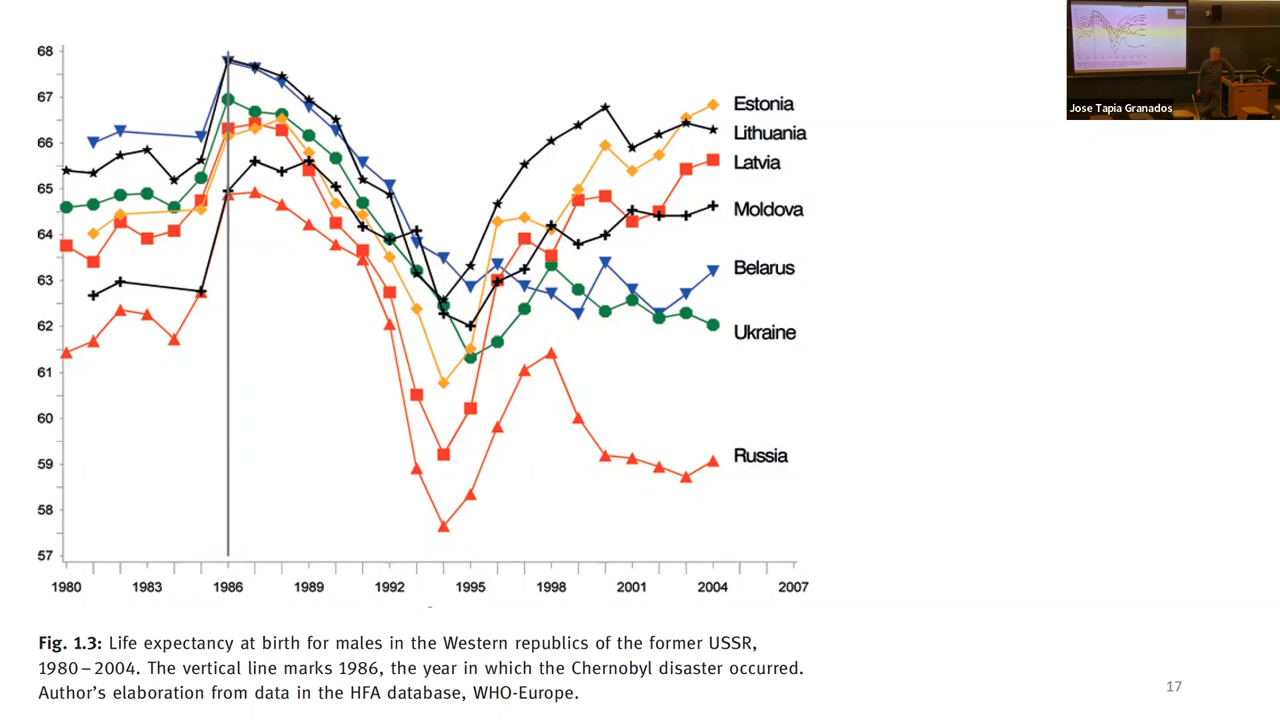 68
67
66
65
64
63
62
61
60
59
58
57
1980 1983 1986 1989 1992 1995 1998 2001 2004 2007
Estonia
Lithuania
Latvia
Moldova
Belarus
Ukraine
Russia
Fig. 1.3: Life expectancy at birth for males in the Western republics of the former USSR,
1980–2004. The vertical line marks 1986, the year in which the Chernobyl disaster occurred.
Author’s elaboration from data in the HFA database, WHO-Europe.
17
Jose Tapia Granados